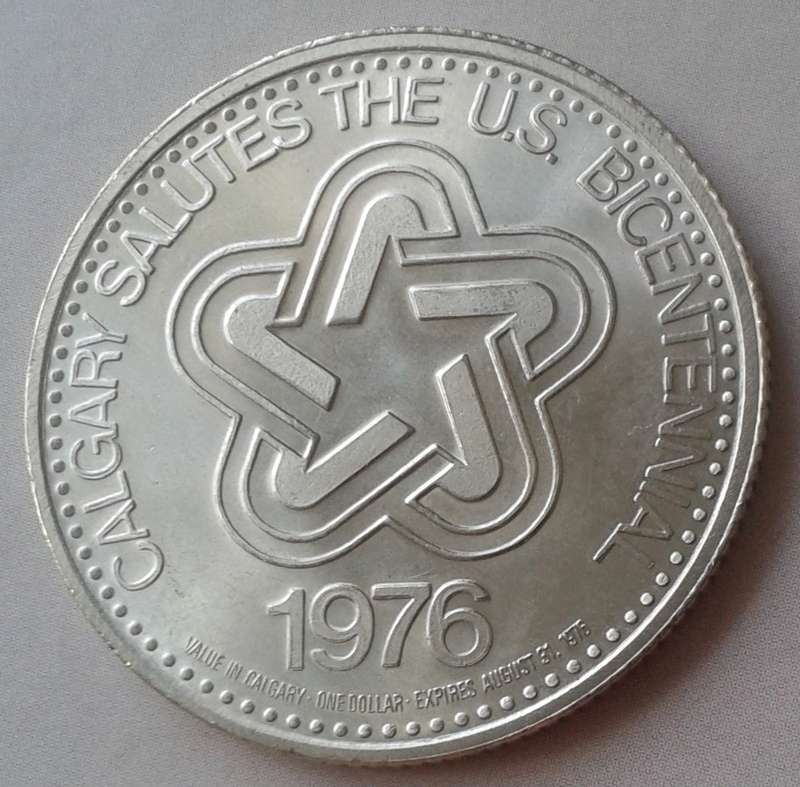 CALGARY SALUTES THE U.S. BICENTENNIAL
1976
VALUE IN CALGARY · ONE DOLLAR · EXPIRES AUGUST 31, 1976